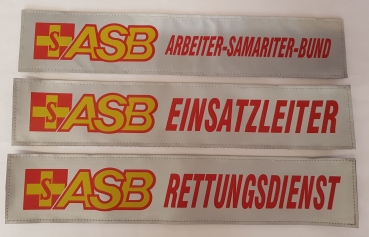 S ASB ARBEITER-SAMARITER-BUND
S ASB EINSATZLEITER
S ASB RETTUNGSDIENST